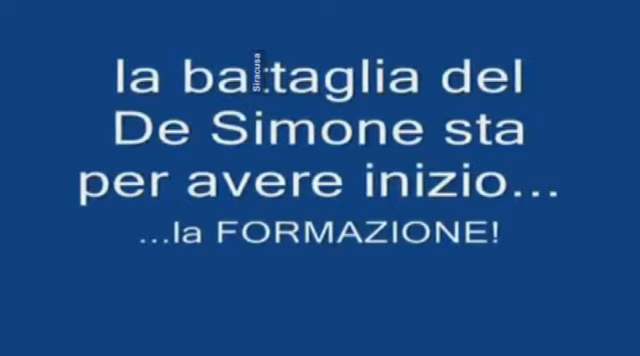 la battaglia del
De Simone sta
per avere inizio...
...la FORMAZIONE!
Siracusa